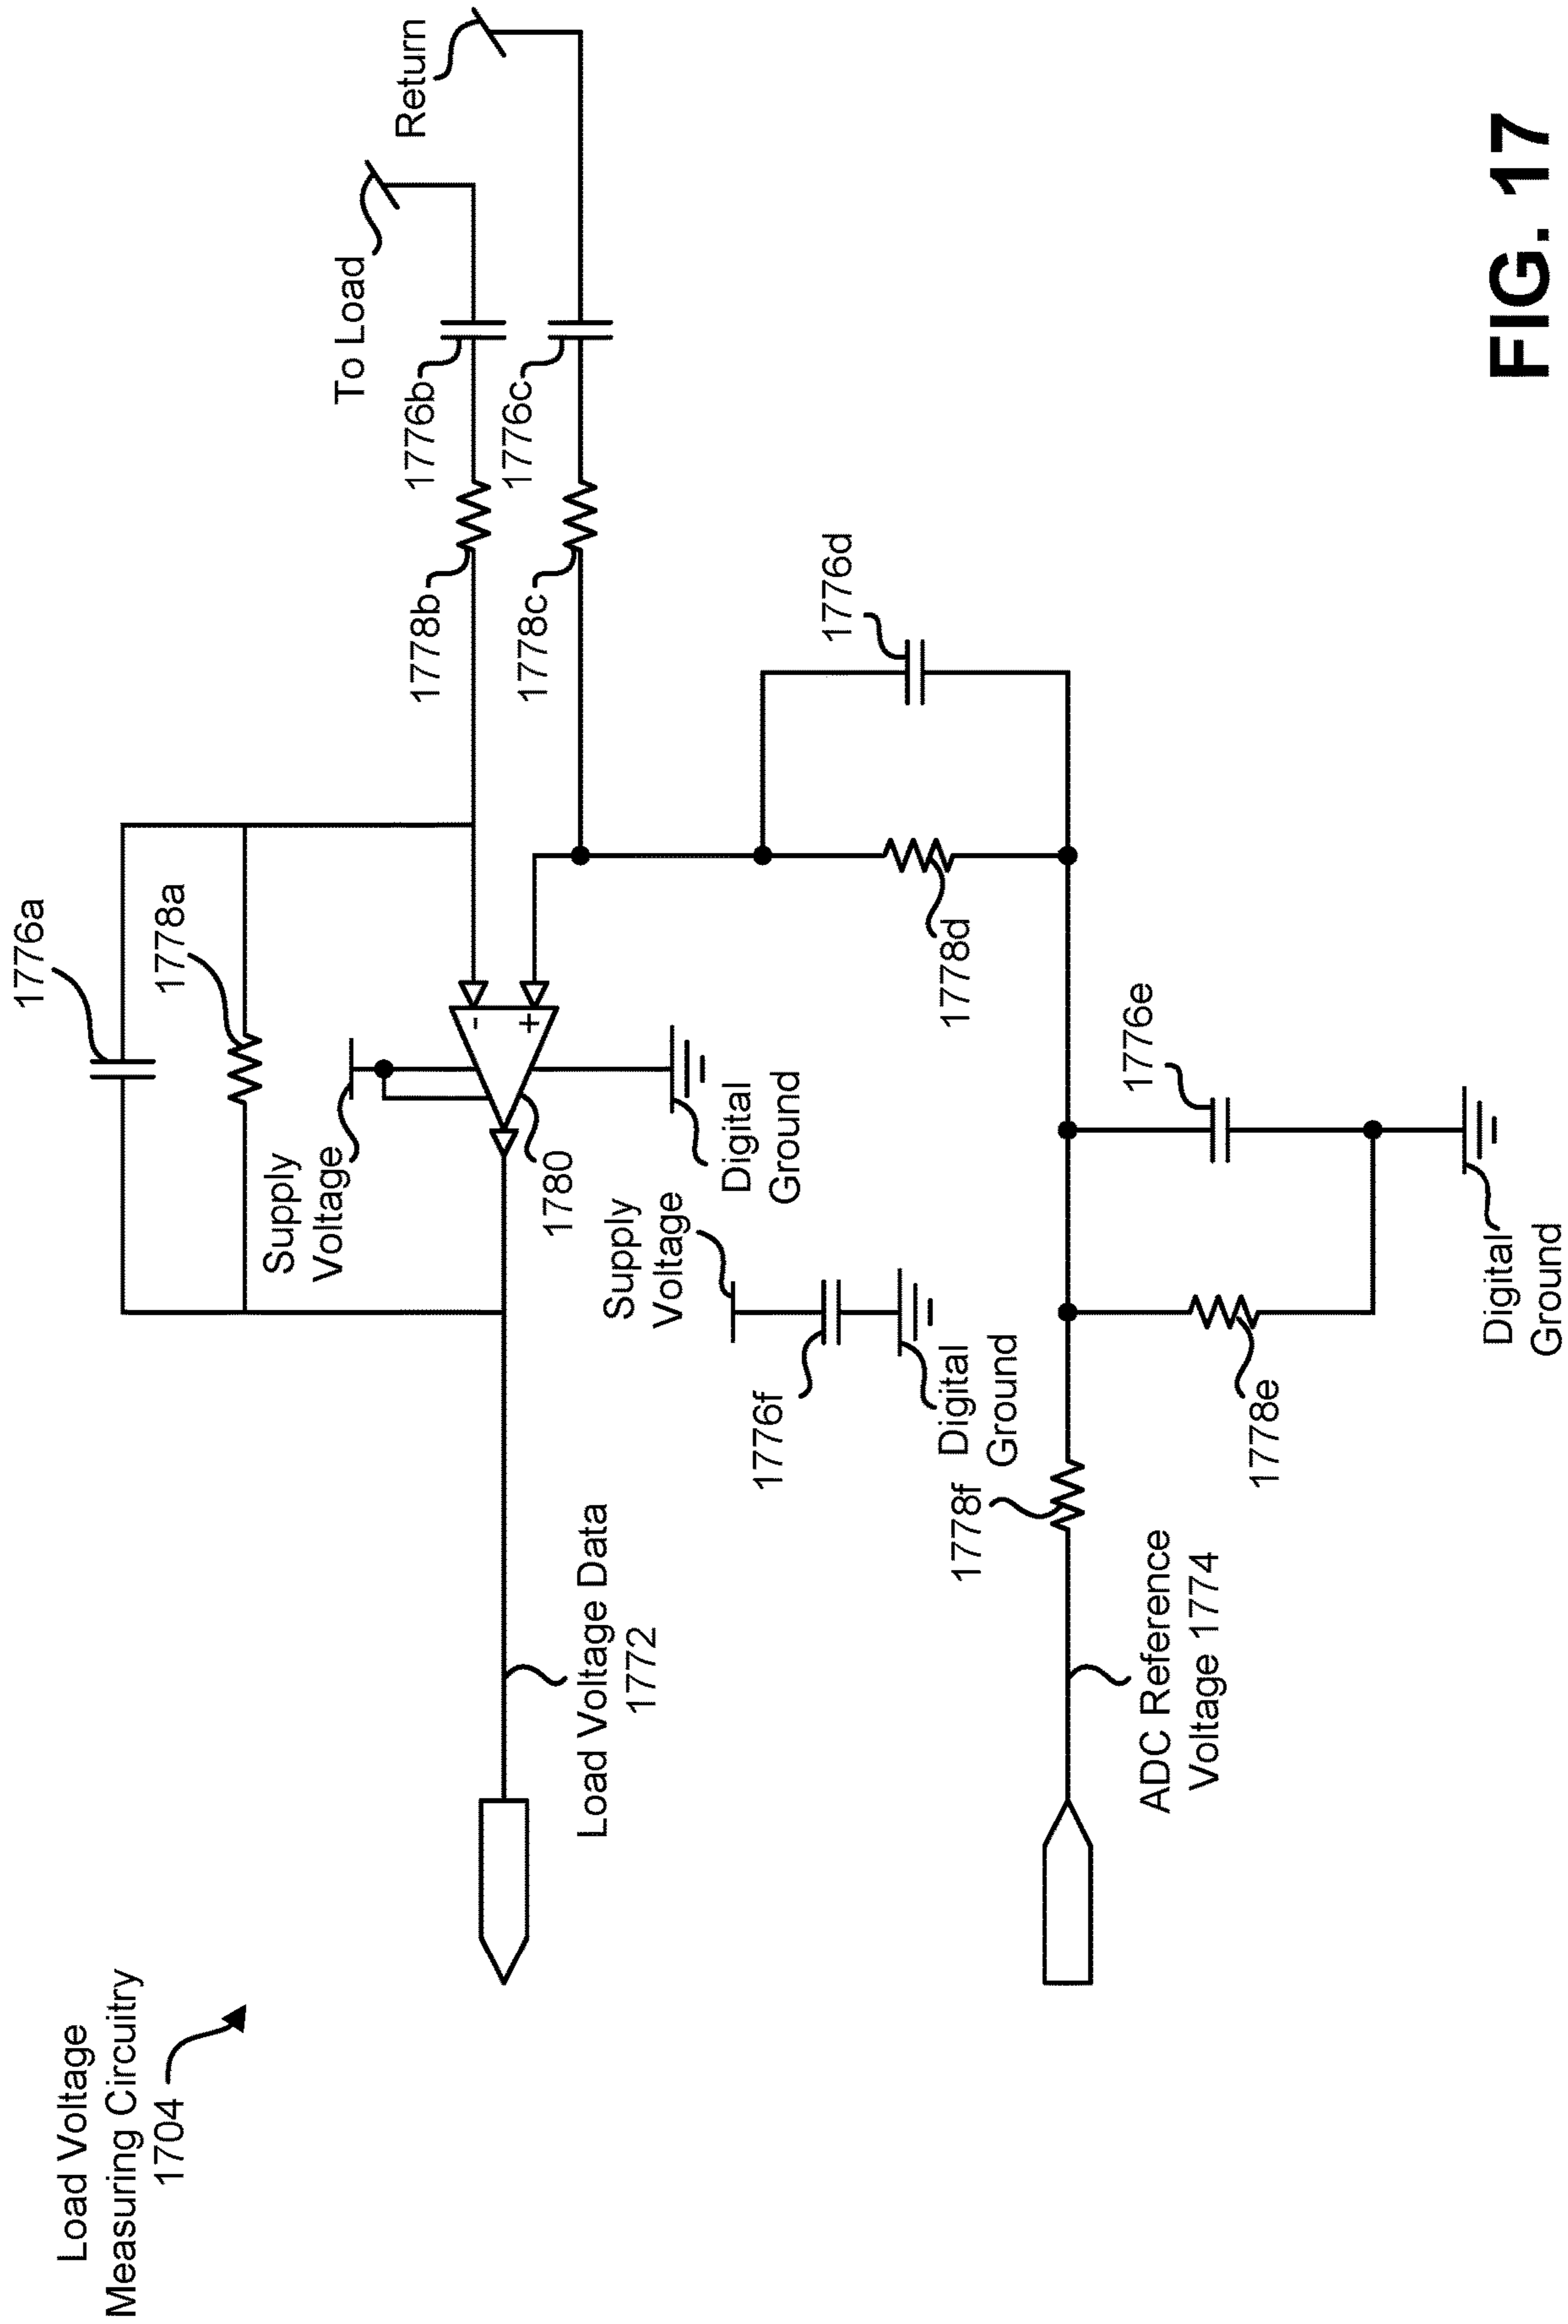 Load Voltage
Measuring Circuitry
1704
1776a
1778a
Supply
Voltage
1780
Digital
Ground
To Load
Return
1776b
1776c
1778b
1778c
1776d
1778d
Load Voltage Data
1772
Supply
Voltage
1776f
Digital
Ground
1778f
ADC Reference
Voltage 1774
1776e
1778e
Digital
Ground
-
+
FIG. 17